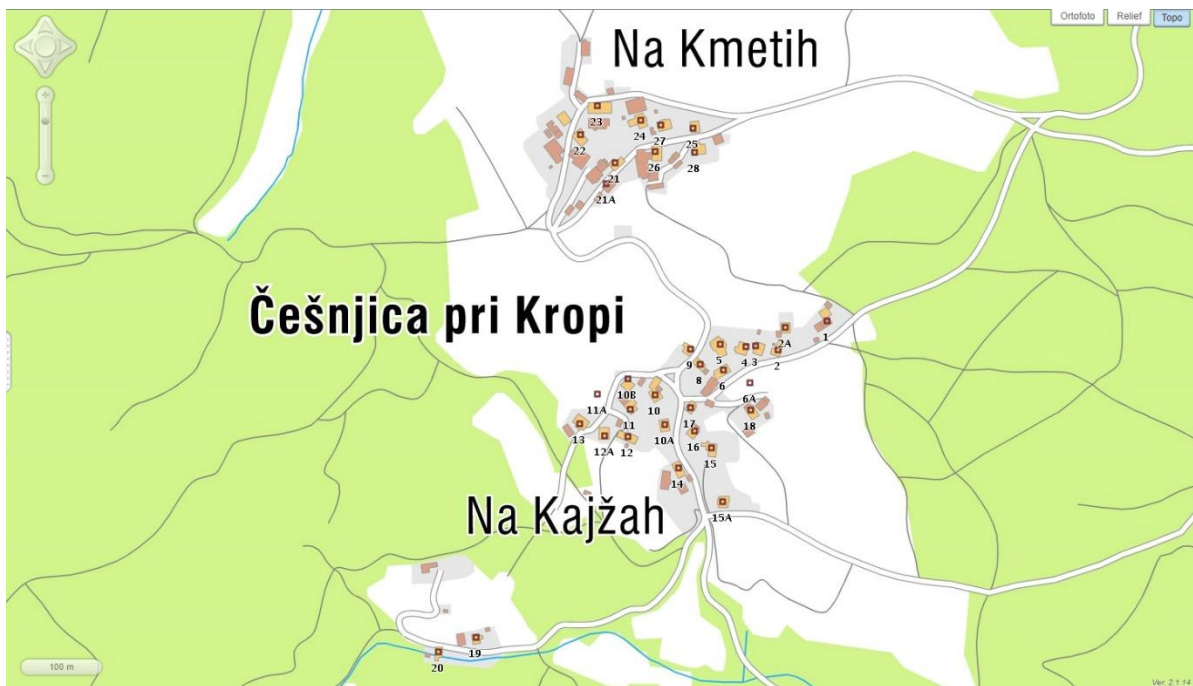 Ortofoto
Relief
Topo
Na Kmetih
23
24
27
25
22
26
28
21
21A
Češnjica pri Kropi
1
2A
5
4
3
2
9
8
6
6A
10B
10
11A
11
17
18
13
12A
12
10A
16
15
14
Na Kajžah
15A
19
20
100 m
Ver. 2.1.14